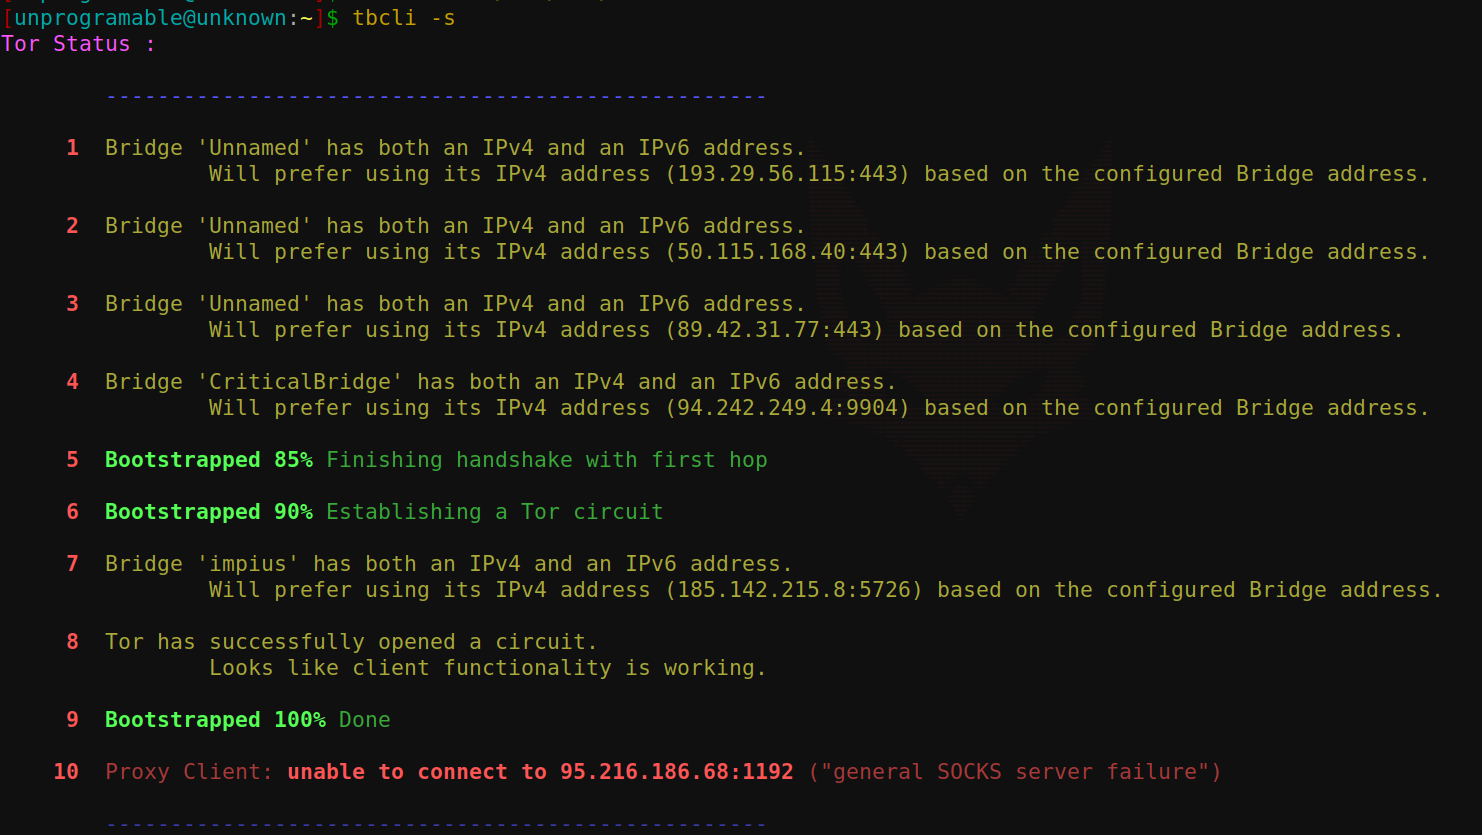 [unprogramable@unknown:~]$ tbcli -s
Tor Status :
--------------------------------------------------
1 Bridge 'Unnamed' has both an IPv4 and an IPv6 address.
Will prefer using its IPv4 address (193.29.56.115:443) based on the configured Bridge address.
2 Bridge 'Unnamed' has both an IPv4 and an IPv6 address.
Will prefer using its IPv4 address (50.115.168.40:443) based on the configured Bridge address.
3 Bridge 'Unnamed' has both an IPv4 and an IPv6 address.
Will prefer using its IPv4 address (89.42.31.77:443) based on the configured Bridge address.
4 Bridge 'CriticalBridge' has both an IPv4 and an IPv6 address.
Will prefer using its IPv4 address (94.242.249.4:9904) based on the configured Bridge address.
5 Bootstrapped 85% Finishing handshake with first hop
6 Bootstrapped 90% Establishing a Tor circuit
7 Bridge 'impius' has both an IPv4 and an IPv6 address.
Will prefer using its IPv4 address (185.142.215.8:5726) based on the configured Bridge address.
8 Tor has successfully opened a circuit.
Looks like client functionality is working.
9 Bootstrapped 100% Done
10 Proxy Client: unable to connect to 95.216.186.68:1192 ("general SOCKS server failure")
--------------------------------------------------